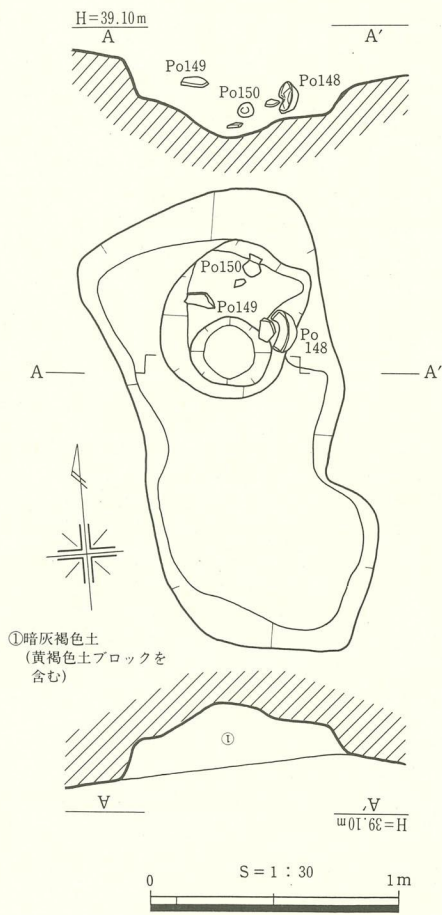 H=39.10m
A A′
Po149
Po148
Po150
Po150
Po149
Po
148
A A′
①暗灰褐色土
(黄褐色土ブロックを
含む)
①
A A′
H=39.10m
S=1:30
0 1m